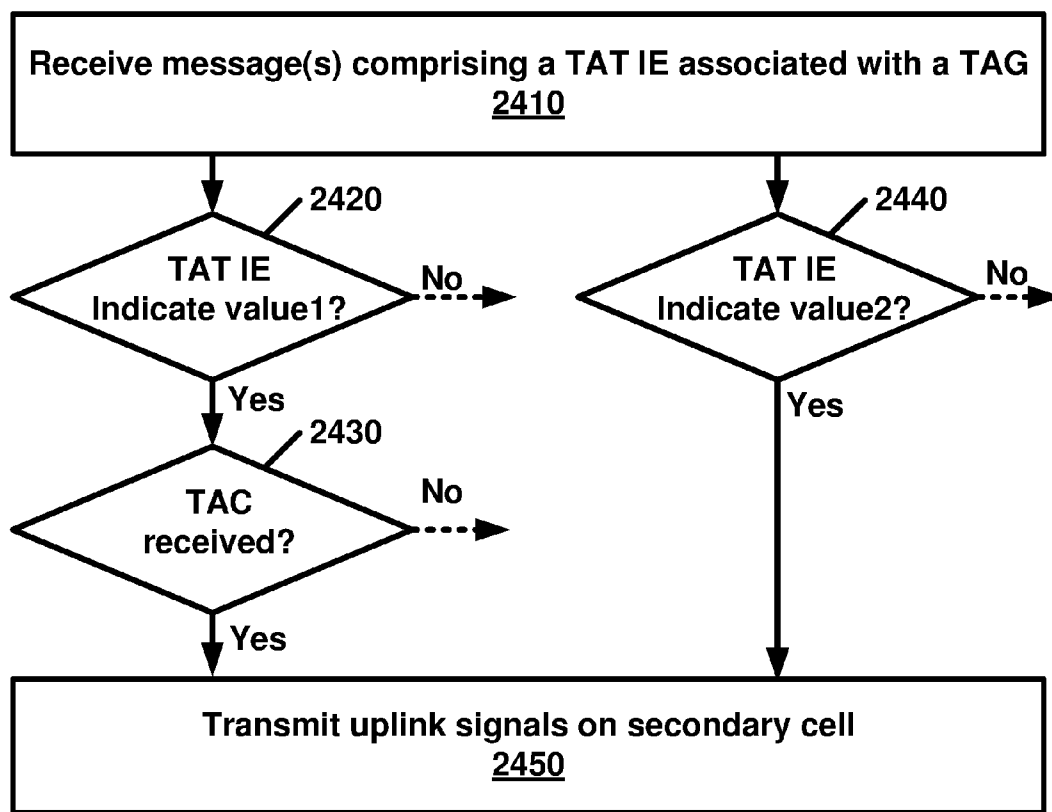 Receive message(s) comprising a TAT IE associated with a TAG
2410
2420
TAT IE
Indicate value1?
No
Yes
2440
TAT IE
Indicate value2?
No
Yes
2430
TAC
received?
No
Yes
Transmit uplink signals on secondary cell
2450